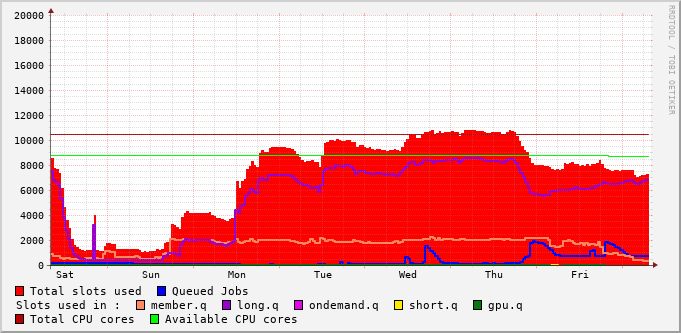 20000
18000
16000
14000
12000
10000
8000
6000
4000
2000
0
Sat Sun Mon Tue Wed Thu Fri
RRDTOOL / TOBI OETIKER
Total slots used Queued Jobs
Slots used in : member.q long.q ondemand.q short.q gpu.q
Total CPU cores Available CPU cores